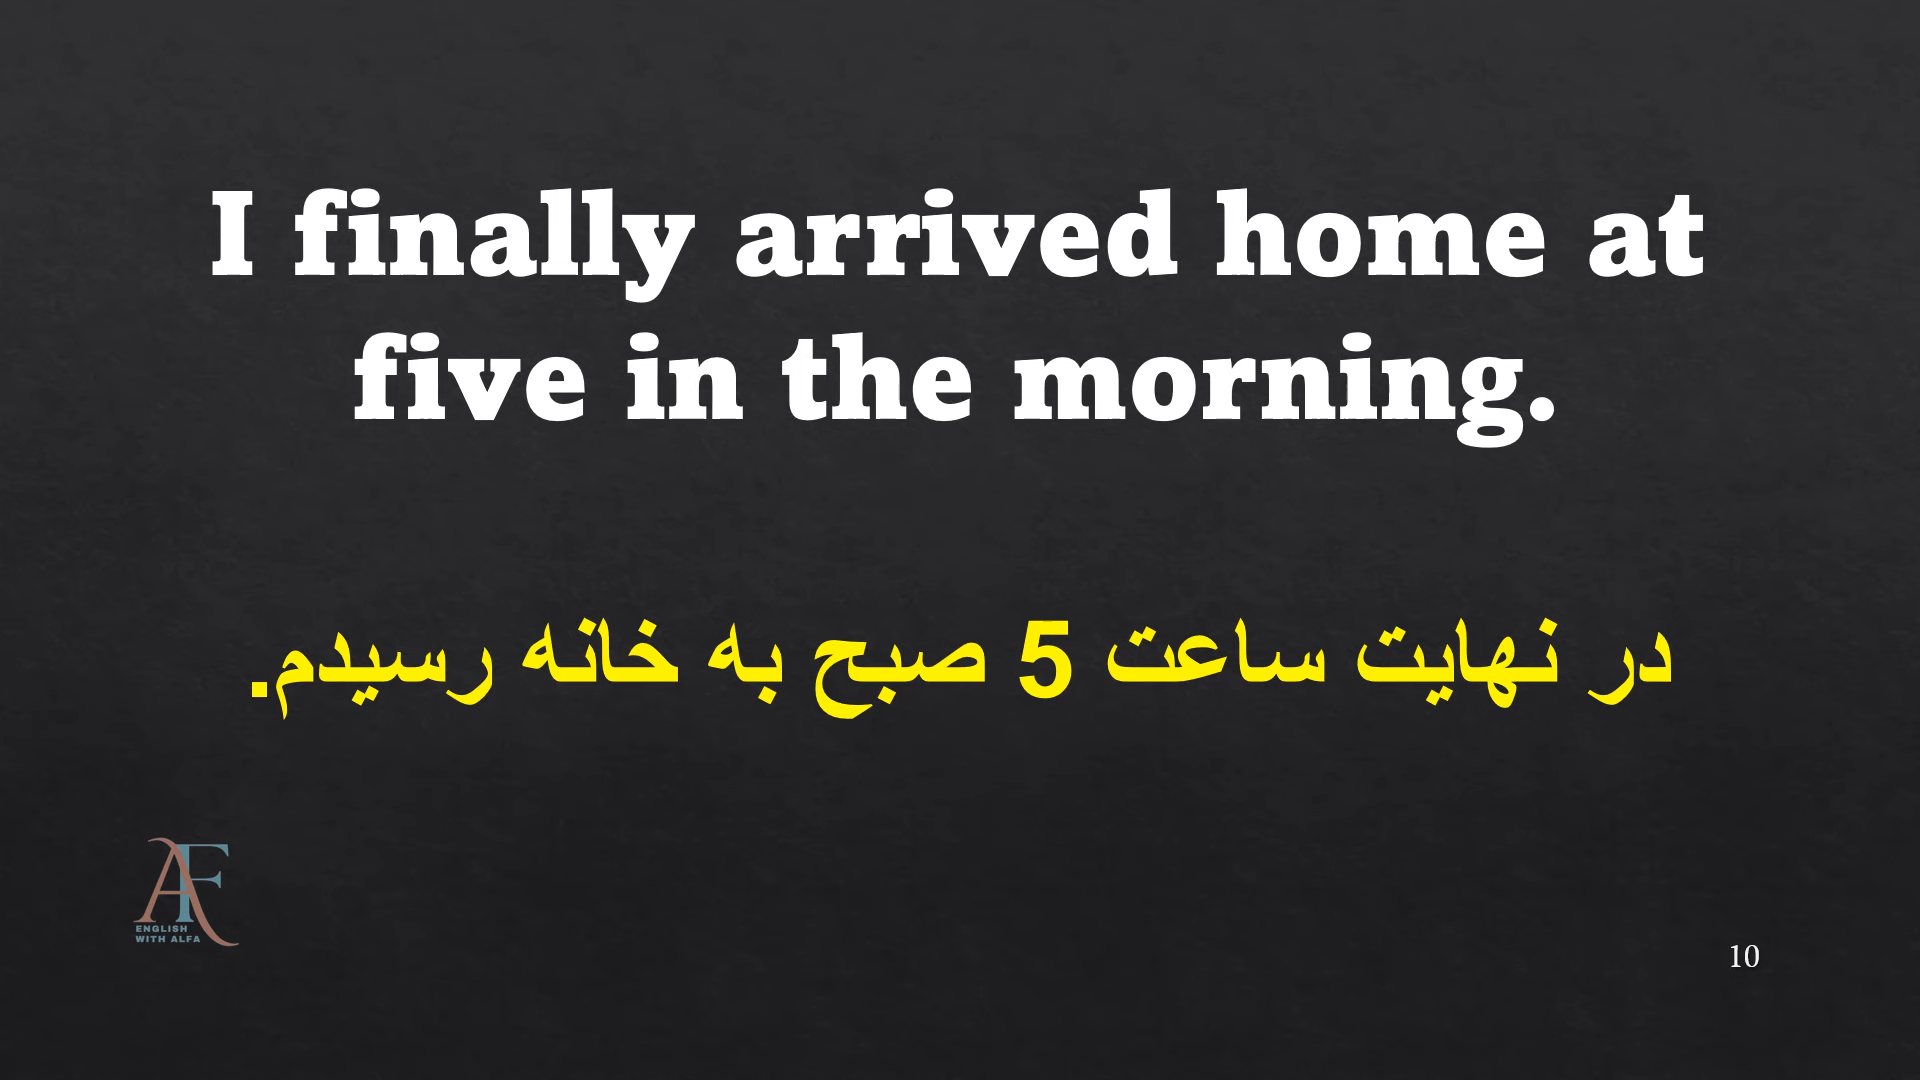 I finally arrived home at
five in the morning.
در نهایت ساعت 5 صبح به خانه رسیدم.
AF
ENGLISH
WITH ALFA
10